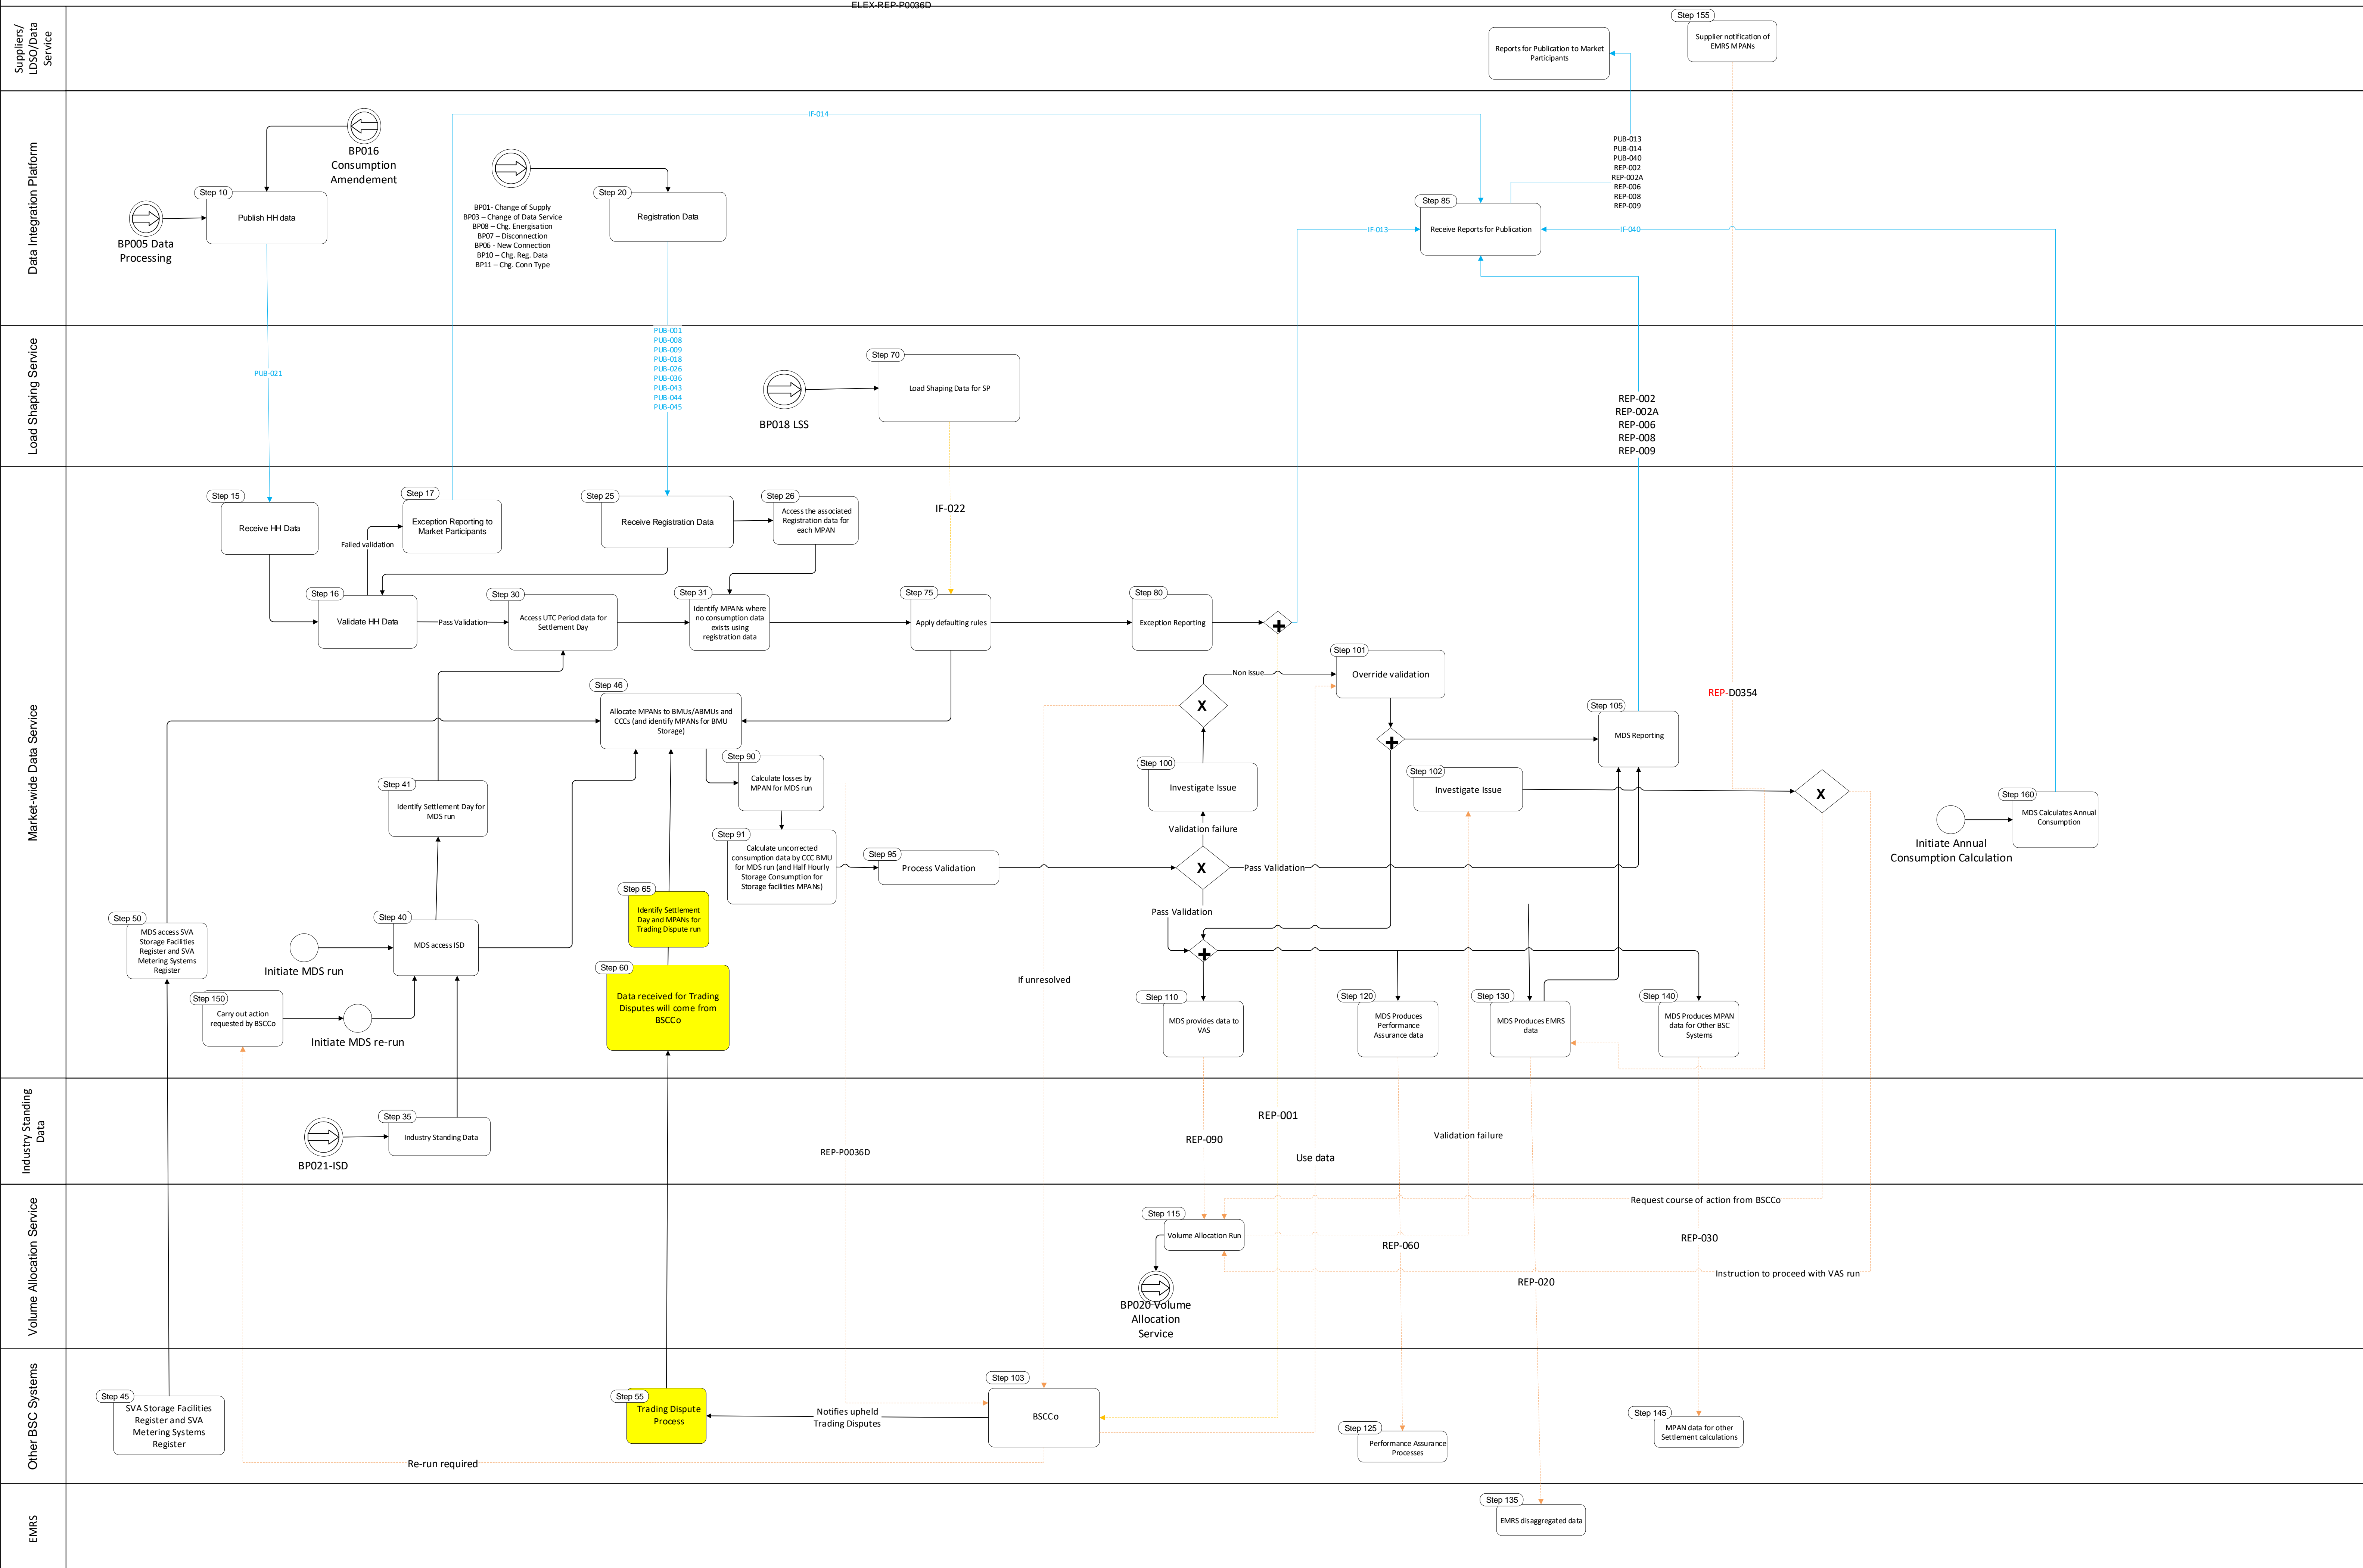 ELEX-REP-P0036D
Suppliers/
LDSO/Data
Service
Step 155
Supplier notification of
EMRS MPANs
Reports for Publication to Market
Participants
Data Integration Platform
BP016
Consumption
Amendement
Step 10
Publish HH data
BP005 Data
Processing
IF-014
Step 20
Registration Data
BP01- Change of Supply
BP03 – Change of Data Service
BP08 – Chg. Energisation
BP07 – Disconnection
BP06 - New Connection
BP10 – Chg. Reg. Data
BP11 – Chg. Conn Type
PUB-013
PUB-014
PUB-040
REP-002
REP-002A
REP-006
REP-008
REP-009
Step 85
Receive Reports for Publication
IF-013
IF-040
Load Shaping Service
PUB-021
PUB-001
PUB-008
PUB-009
PUB-018
PUB-026
PUB-036
PUB-043
PUB-044
PUB-045
Step 70
Load Shaping Data for SP
BP018 LSS
REP-002
REP-002A
REP-006
REP-008
REP-009
Market-wide Data Service
Step 15
Receive HH Data
Step 17
Exception Reporting to
Market Participants
Failed validation
Step 25
Receive Registration Data
Step 26
Access the associated
Registration data for
each MPAN
IF-022
Step 16
Validate HH Data
Pass Validation
Step 30
Access UTC Period data for
Settlement Day
Step 31
Identify MPANs where
no consumption data
exists using
registration data
Step 75
Apply defaulting rules
Step 80
Exception Reporting
Step 46
Allocate MPANs to BMUs/ABMUs and
CCCs (and identify MPANs for BMU
Storage)
Non issue
X
Step 101
Override validation
REP-D0354
Step 105
MDS Reporting
Step 41
Identify Settlement Day for
MDS run
Step 90
Calculate losses by
MPAN for MDS run
Step 100
Investigate Issue
Step 102
Investigate Issue
X
Step 160
MDS Calculates Annual
Consumption
Initiate Annual
Consumption Calculation
Step 91
Calculate uncorrected
consumption data by CCC BMU
for MDS run (and Half Hourly
Storage Consumption for
Storage facilities MPANs)
Step 95
Process Validation
Validation failure
X
Pass Validation
Pass Validation
Step 65
Identify Settlement
Day and MPANs for
Trading Dispute run
Step 50
MDS access SVA
Storage Facilities
Register and SVA
Metering Systems
Register
Initiate MDS run
Step 40
MDS access ISD
Step 60
Data received for Trading
Disputes will come from
BSCCo
If unresolved
Step 150
Carry out action
requested by BSCCo
Initiate MDS re-run
Step 110
MDS provides data to
VAS
Step 120
MDS Produces
Performance
Assurance data
Step 130
MDS Produces EMRS
data
Step 140
MDS Produces MPAN
data for Other BSC
Systems
Industry Standing
Data
Step 35
Industry Standing Data
BP021-ISD
REP-P0036D
REP-090
REP-001
Use data
Validation failure
Volume Allocation Service
Step 115
Volume Allocation Run
BP020 Volume
Allocation
Service
Request course of action from BSCCo
REP-060
REP-030
REP-020
Instruction to proceed with VAS run
Other BSC Systems
Step 45
SVA Storage Facilities
Register and SVA
Metering Systems
Register
Re-run required
Step 55
Trading Dispute
Process
Notifies upheld
Trading Disputes
Step 103
BSCCo
Step 125
Performance Assurance
Processes
Step 145
MPAN data for other
Settlement calculations
EMRS
Step 135
EMRS disaggregated data